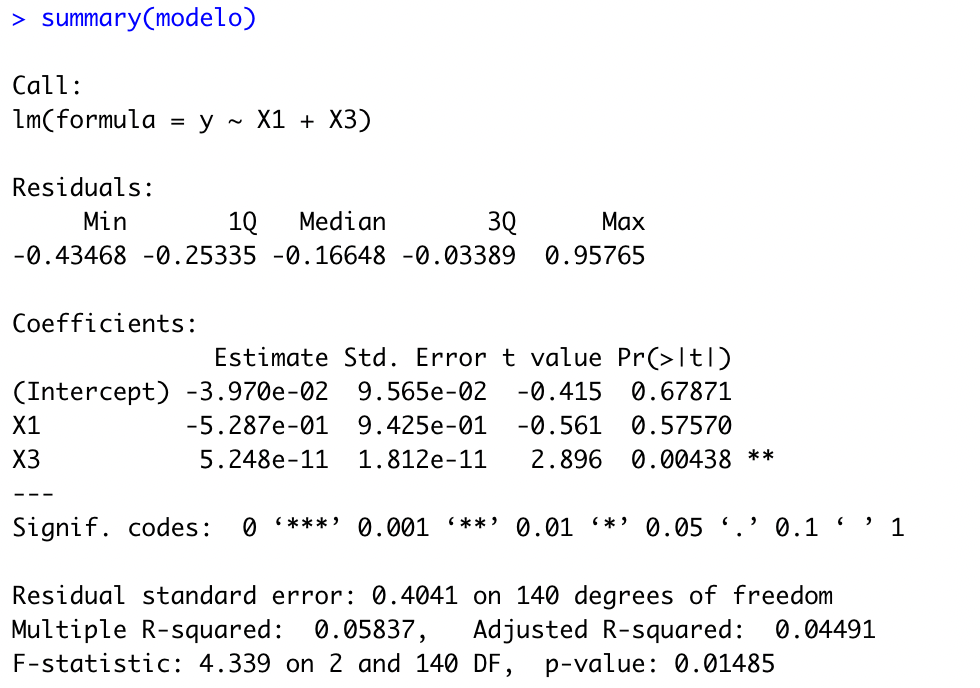 > summary(modelo)
Call:
lm(formula = y ~ X1 + X3)
Residuals:
     Min       1Q   Median       3Q      Max
-0.43468 -0.25335 -0.16648 -0.03389  0.95765
Coefficients:
              Estimate Std. Error t value Pr(>|t|)
(Intercept) -3.970e-02  9.565e-02  -0.415  0.67871
X1          -5.287e-01  9.425e-01  -0.561  0.57570
X3           5.248e-11  1.812e-11   2.896  0.00438 **
---
Signif. codes:  0 ‘***’ 0.001 ‘**’ 0.01 ‘*’ 0.05 ‘.’ 0.1 ‘ ’ 1
Residual standard error: 0.4041 on 140 degrees of freedom
Multiple R-squared:  0.05837,   Adjusted R-squared:  0.04491
F-statistic: 4.339 on 2 and 140 DF,  p-value: 0.01485